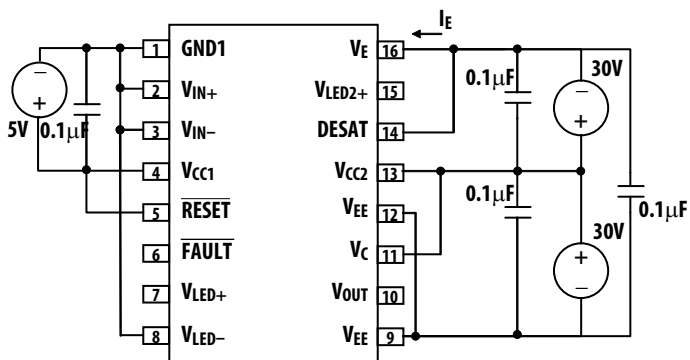 I_E
1 GND1
2 V_IN+
3 V_IN–
4 V_CC1
5 RESET
6 FAULT
7 V_LED+
8 V_LED–
V_E 16
V_LED2+ 15
DESAT 14
V_CC2 13
V_EE 12
V_C 11
V_OUT 10
V_EE 9
5V
0.1µF
0.1µF
30V
0.1µF
30V
0.1µF